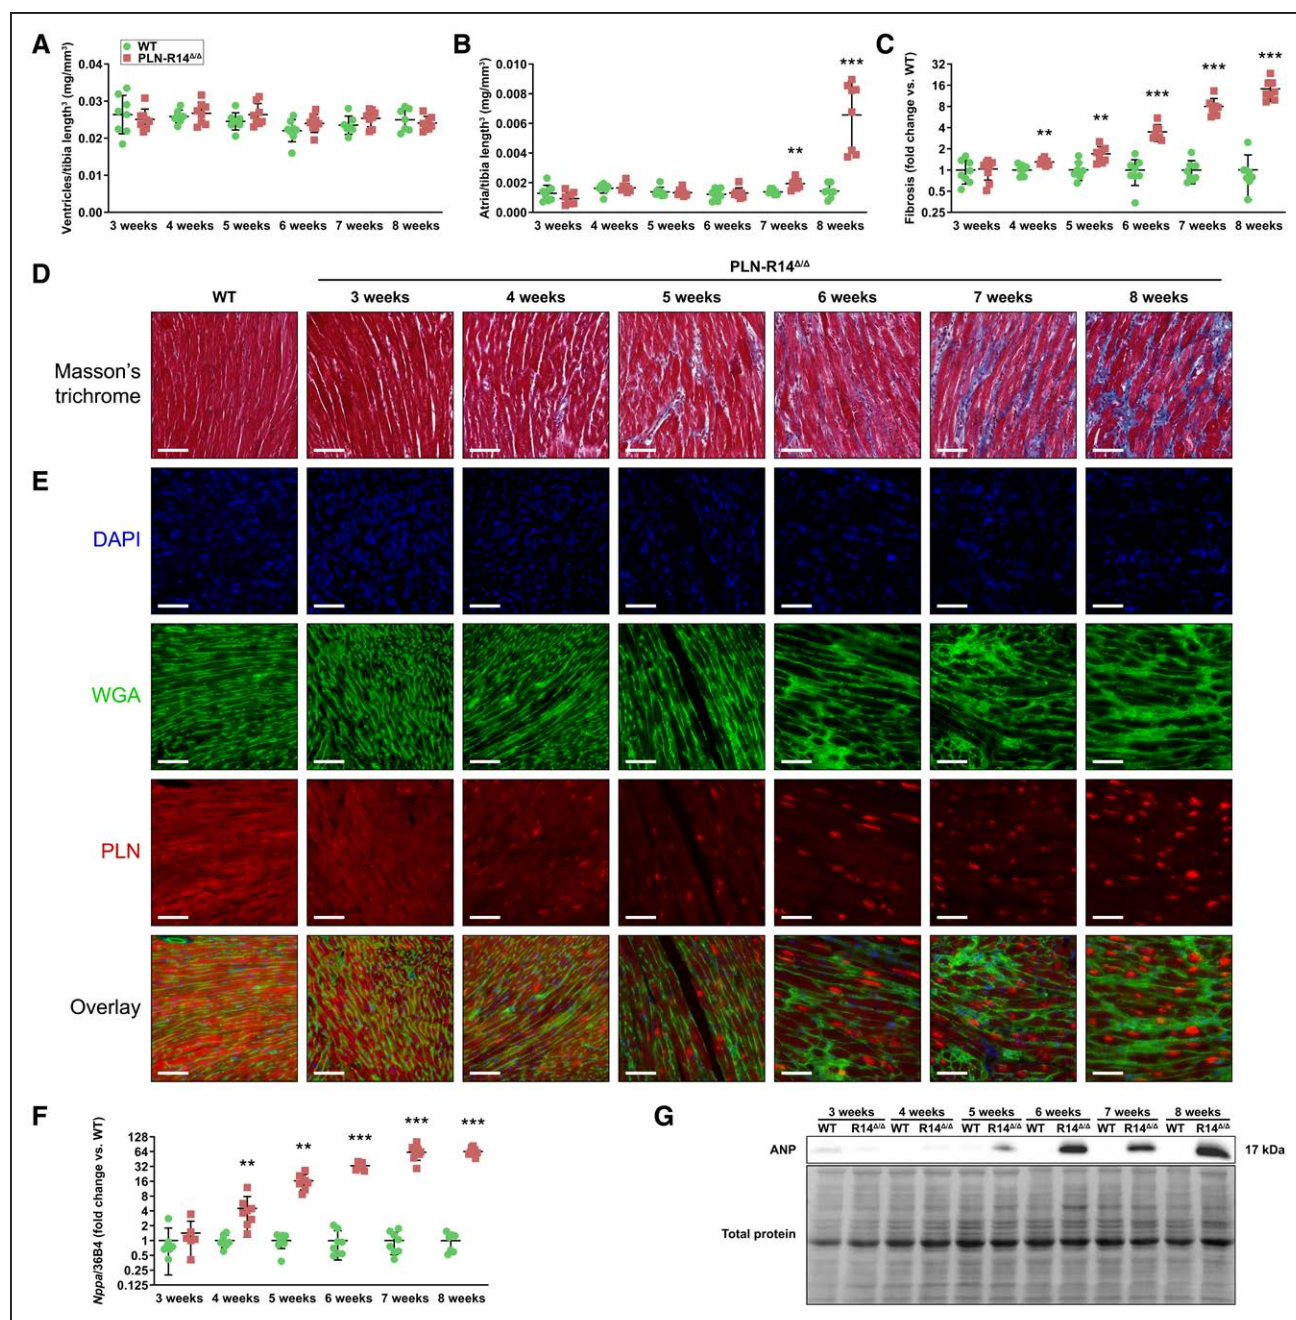 A
WT
PLN-R14Δ/Δ
Ventricles/tibia length³ (mg/mm³)
0.04
0.03
0.02
0.01
0.00
3 weeks 4 weeks 5 weeks 6 weeks 7 weeks 8 weeks
B
Atria/tibia length³ (mg/mm³)
0.010
0.008
0.006
0.004
0.002
0.000
**
***
3 weeks 4 weeks 5 weeks 6 weeks 7 weeks 8 weeks
C
Fibrosis (fold change vs. WT)
32
16
8
4
2
1
0.5
0.25
**
**
***
***
***
3 weeks 4 weeks 5 weeks 6 weeks 7 weeks 8 weeks
D
PLN-R14Δ/Δ
WT 3 weeks 4 weeks 5 weeks 6 weeks 7 weeks 8 weeks
Masson's
trichrome
E
DAPI
WGA
PLN
Overlay
F
Nppa/36B4 (fold change vs. WT)
128
64
32
16
8
4
2
1
0.5
0.25
0.125
**
**
***
***
***
3 weeks 4 weeks 5 weeks 6 weeks 7 weeks 8 weeks
G
3 weeks 4 weeks 5 weeks 6 weeks 7 weeks 8 weeks
WT R14Δ/Δ WT R14Δ/Δ WT R14Δ/Δ WT R14Δ/Δ WT R14Δ/Δ WT R14Δ/Δ
ANP 17 kDa
Total protein